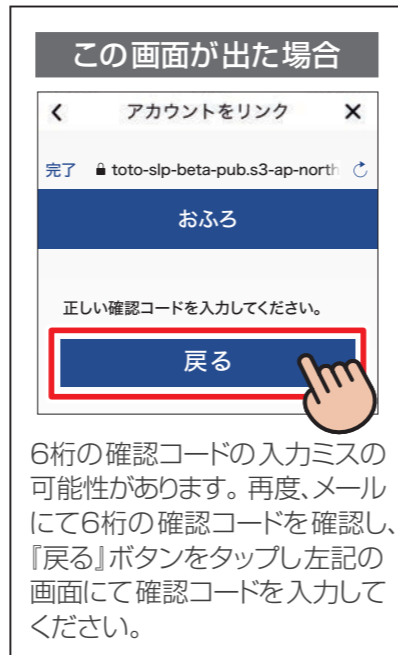 この画面が出た場合
アカウントをリンク
完了 toto-slp-beta-pub.s3-ap-north
おふろ
正しい確認コードを入力してください。
戻る
6桁の確認コードの入力ミスの
可能性があります。再度、メール
にて6桁の確認コードを確認し、
『戻る』ボタンをタップし左記の
画面にて確認コードを入力して
ください。